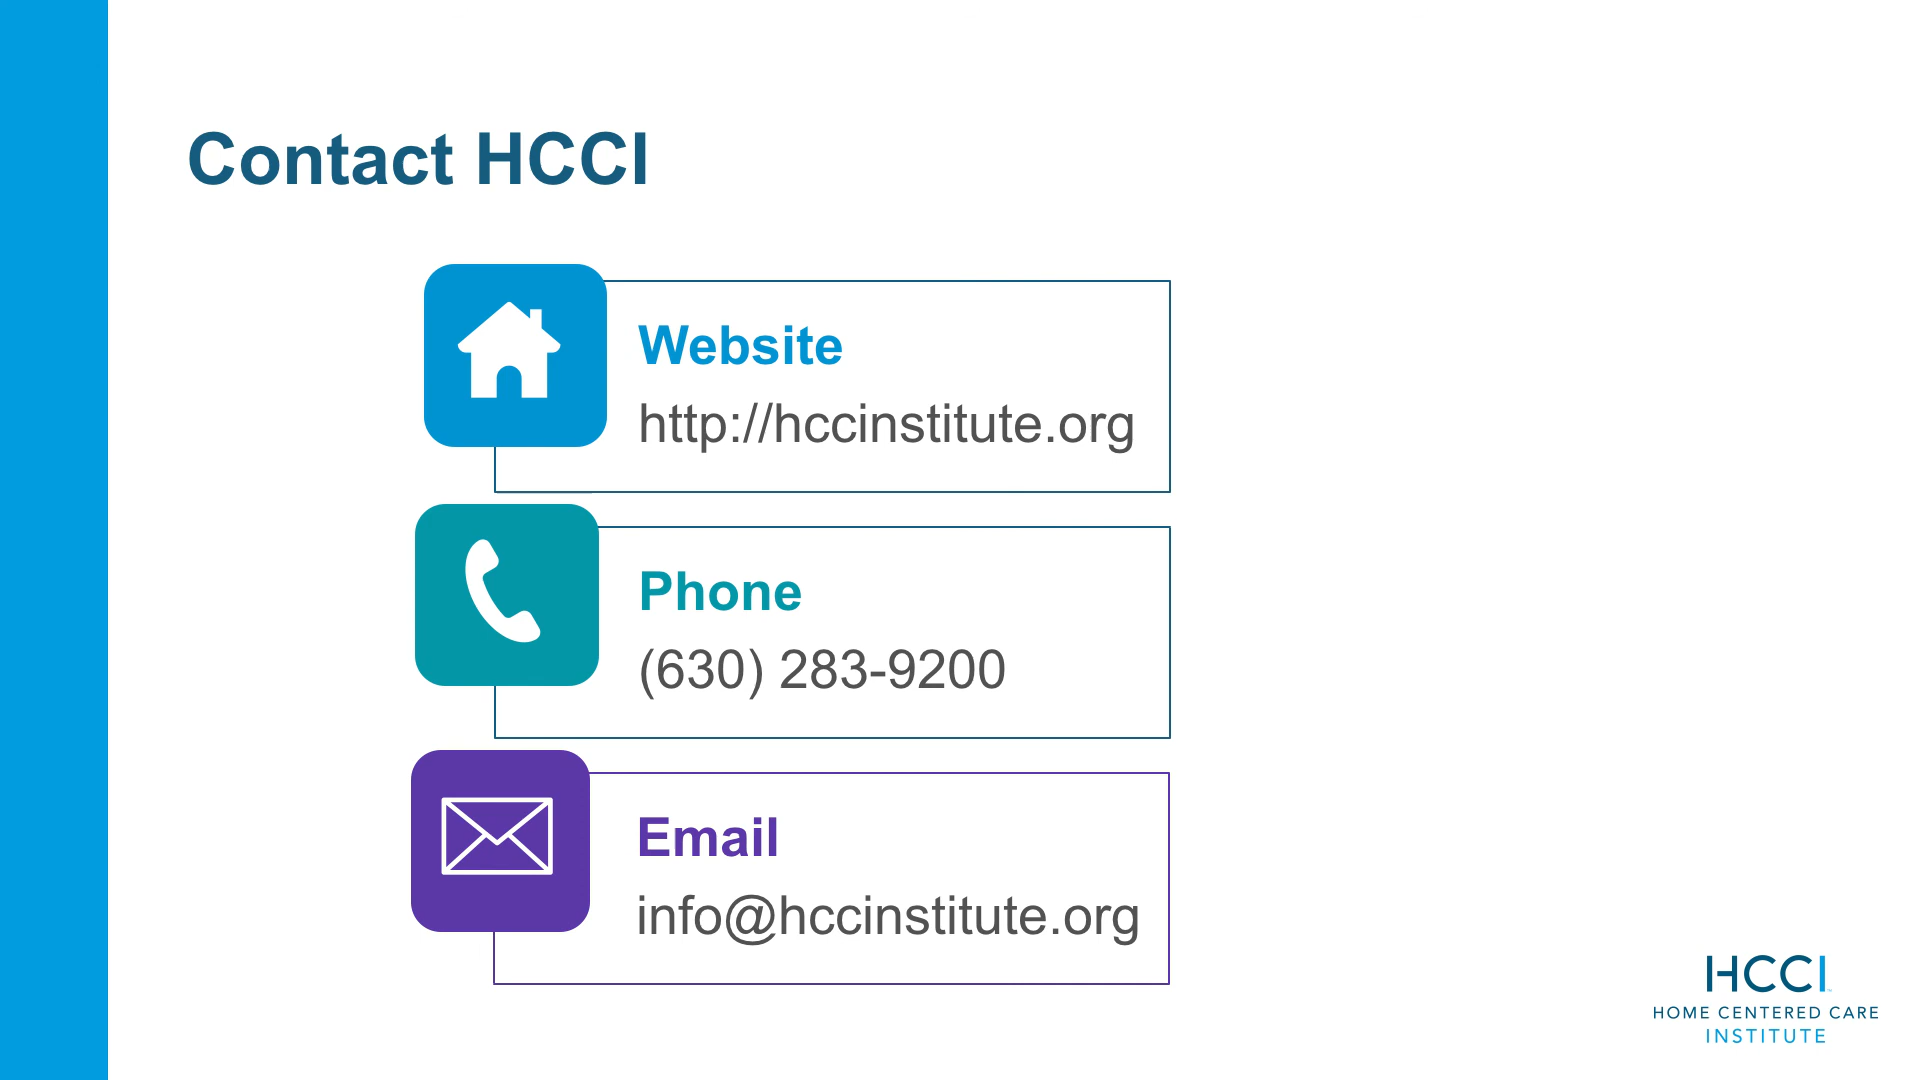 Contact HCCI
Website
http://hccinstitute.org
Phone
(630) 283-9200
Email
info@hccinstitute.org
HCCI
HOME CENTERED CARE
INSTITUTE